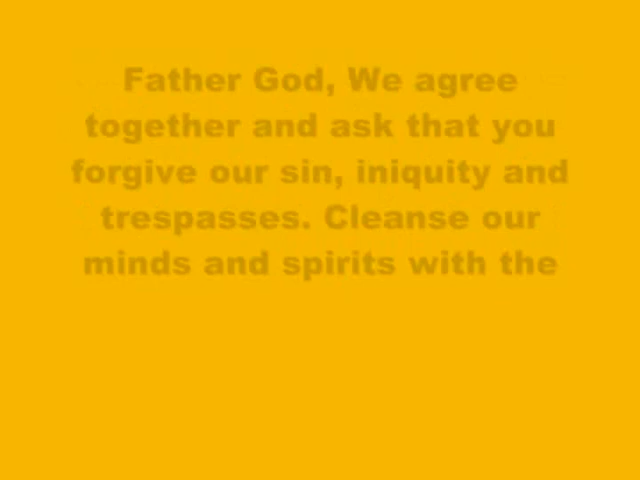 Father God, We agree
together and ask that you
forgive our sin, iniquity and
trespasses. Cleanse our
minds and spirits with the